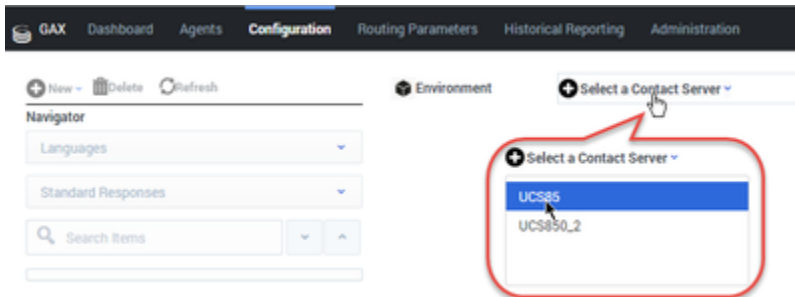 GAX Dashboard Agents Configuration Routing Parameters Historical Reporting Administration
New Delete Refresh Environment Select a Contact Server
Navigator
Languages
Select a Contact Server
Standard Responses
UCS85
Search Items
UCS850_2